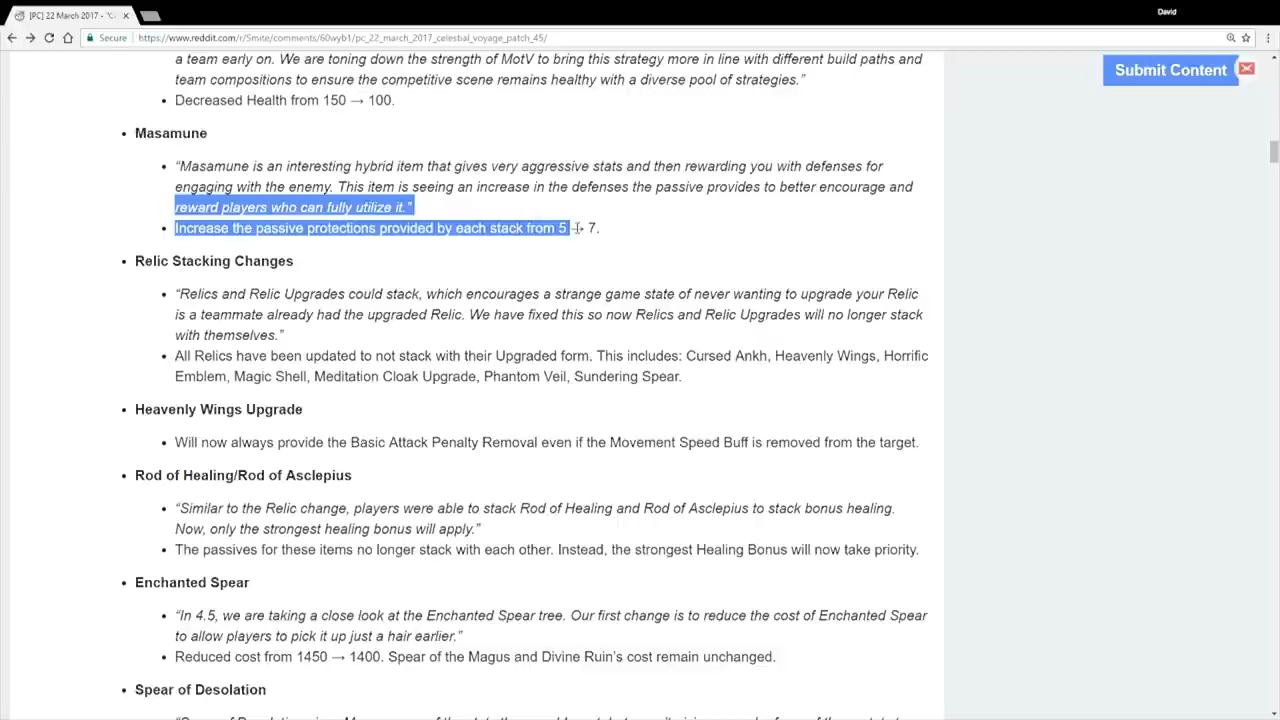 [PC] 22 March 2017 - "C
David
Secure
https://www.reddit.com/r/Smite/comments/60wyb1/pc_22_march_2017_celestial_voyage_patch_45/
Submit Content
a team early on. We are toning down the strength of MotV to bring this strategy more in line with different build paths and
team compositions to ensure the competitive scene remains healthy with a diverse pool of strategies.”
Decreased Health from 150 → 100.
Masamune
“Masamune is an interesting hybrid item that gives very aggressive stats and then rewarding you with defenses for
engaging with the enemy. This item is seeing an increase in the defenses the passive provides to better encourage and
reward players who can fully utilize it.”
Increase the passive protections provided by each stack from 5 → 7.
Relic Stacking Changes
“Relics and Relic Upgrades could stack, which encourages a strange game state of never wanting to upgrade your Relic
is a teammate already had the upgraded Relic. We have fixed this so now Relics and Relic Upgrades will no longer stack
with themselves.”
All Relics have been updated to not stack with their Upgraded form. This includes: Cursed Ankh, Heavenly Wings, Horrific
Emblem, Magic Shell, Meditation Cloak Upgrade, Phantom Veil, Sundering Spear.
Heavenly Wings Upgrade
Will now always provide the Basic Attack Penalty Removal even if the Movement Speed Buff is removed from the target.
Rod of Healing/Rod of Asclepius
“Similar to the Relic change, players were able to stack Rod of Healing and Rod of Asclepius to stack bonus healing.
Now, only the strongest healing bonus will apply.”
The passives for these items no longer stack with each other. Instead, the strongest Healing Bonus will now take priority.
Enchanted Spear
“In 4.5, we are taking a close look at the Enchanted Spear tree. Our first change is to reduce the cost of Enchanted Spear
to allow players to pick it up just a hair earlier.”
Reduced cost from 1450 → 1400. Spear of the Magus and Divine Ruin’s cost remain unchanged.
Spear of Desolation